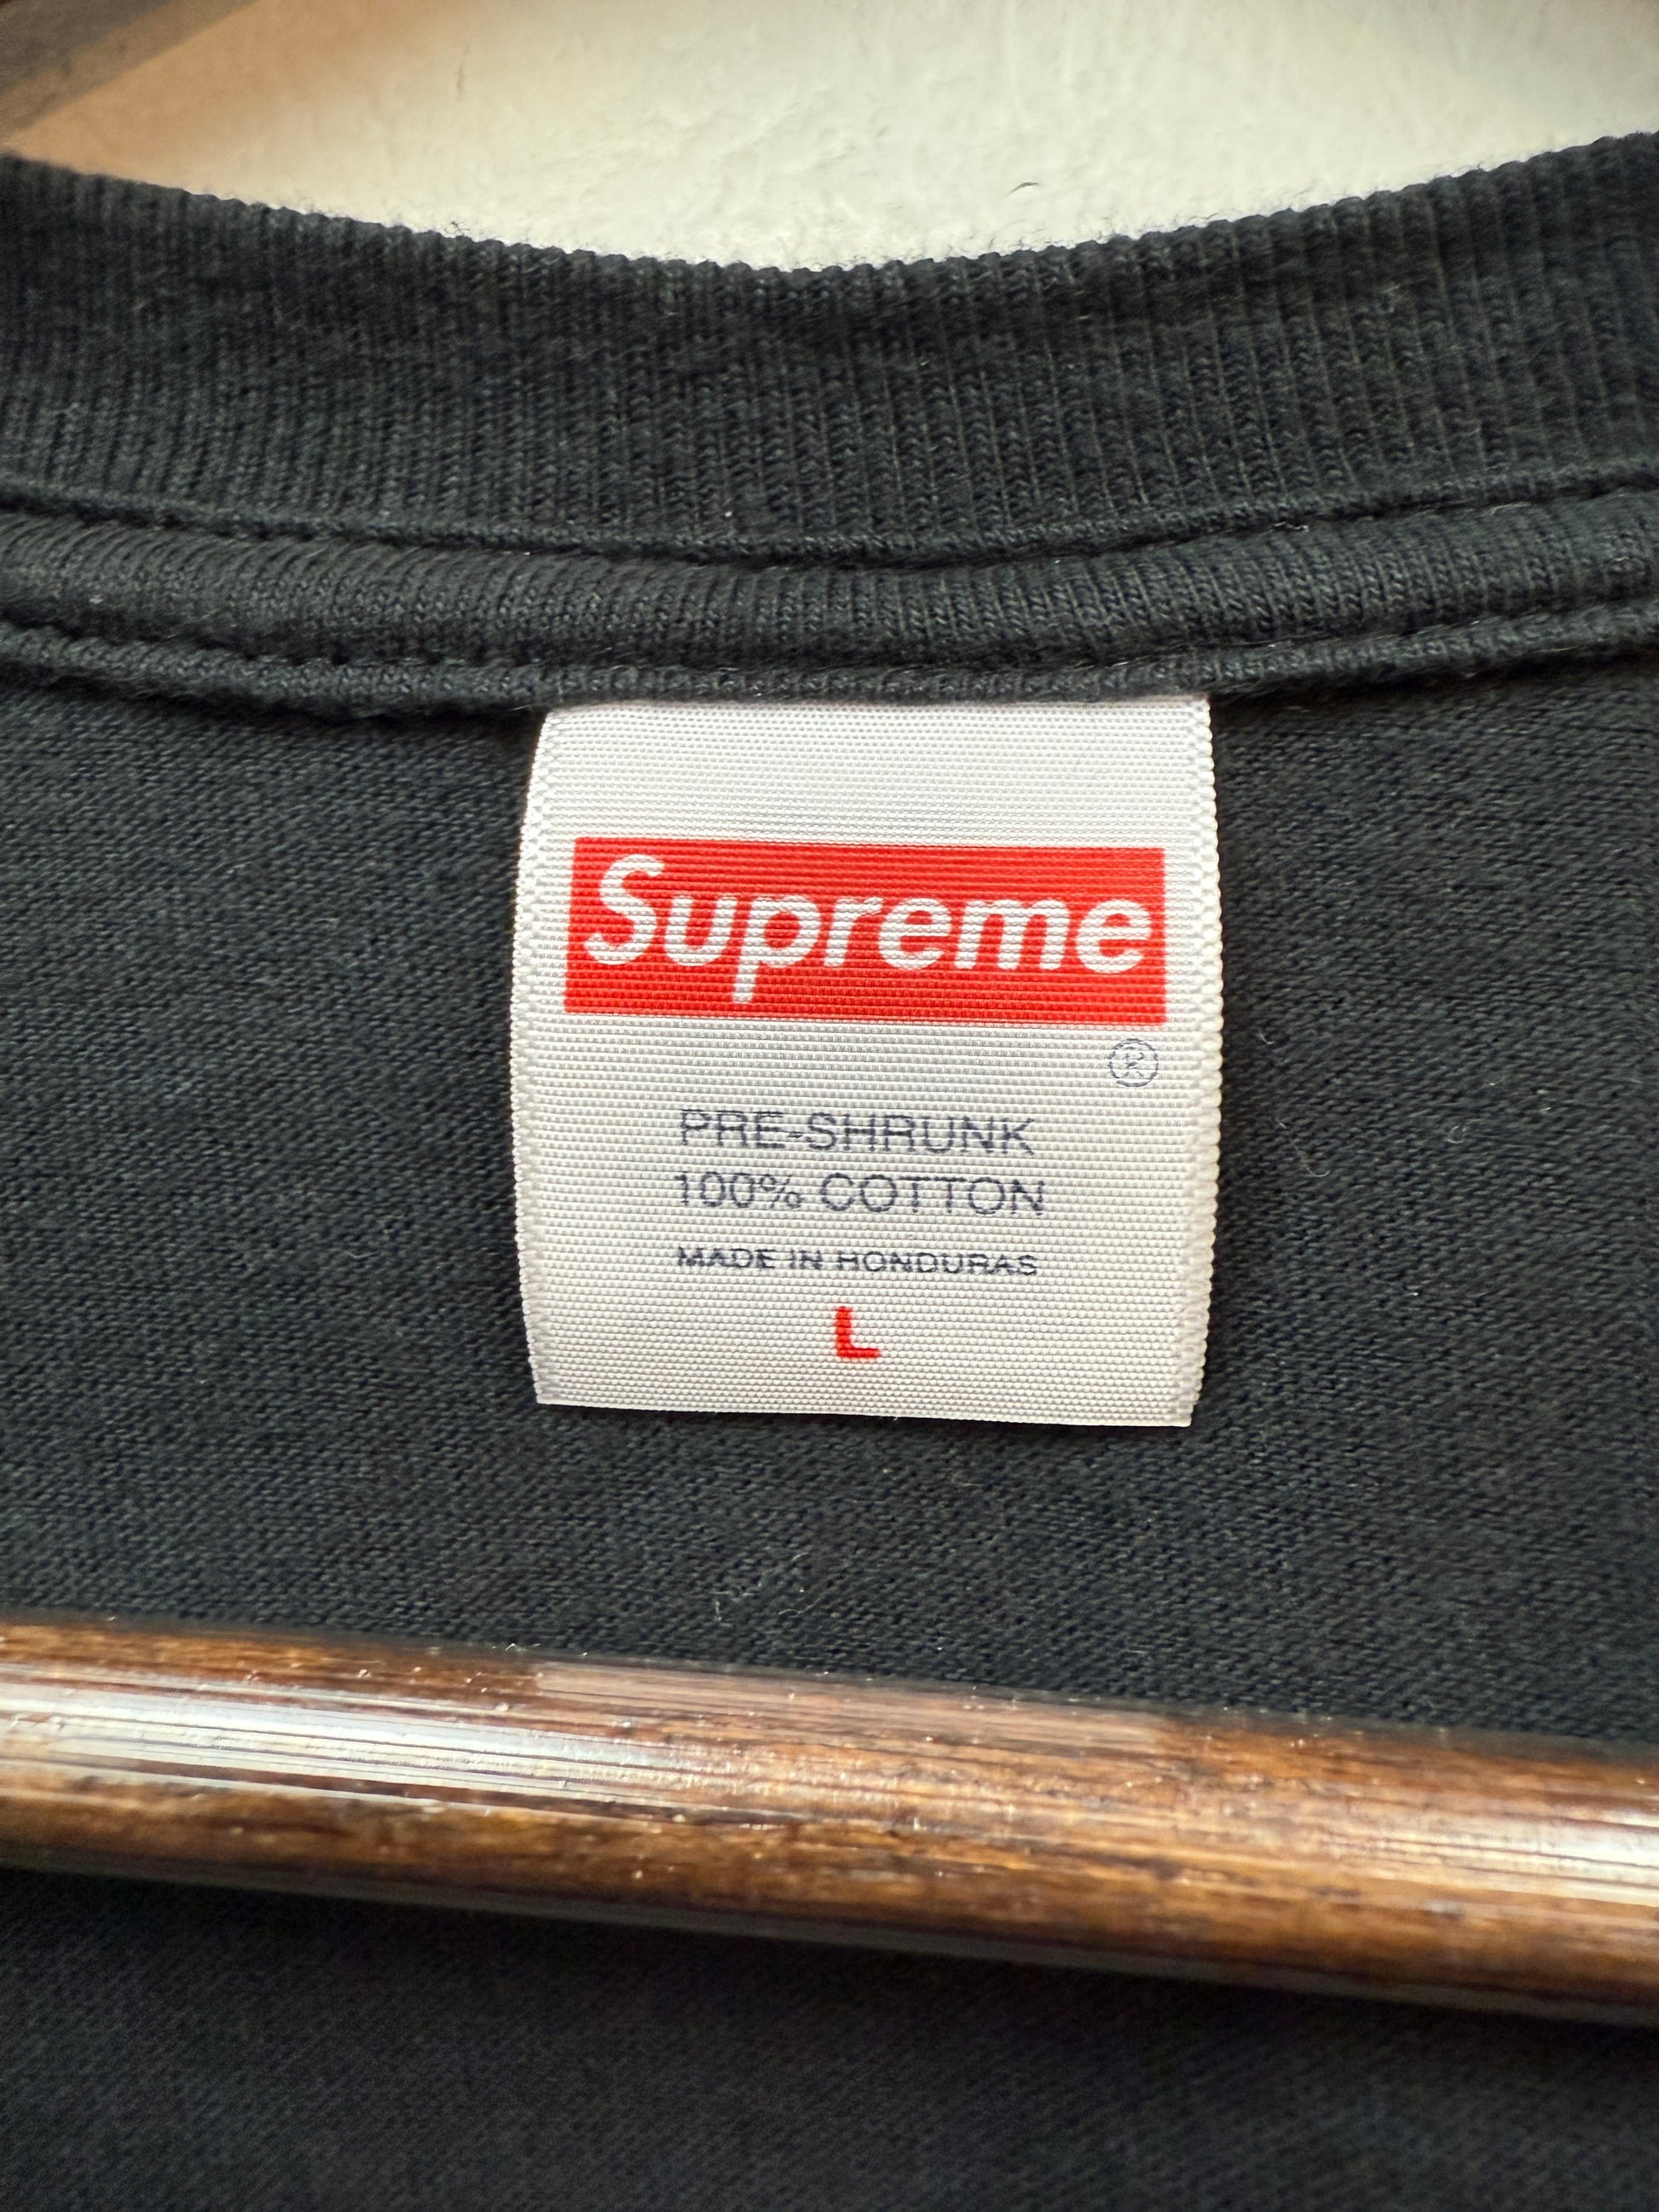 Supreme
®
PRE-SHRUNK
100% COTTON
MADE IN HONDURAS
L